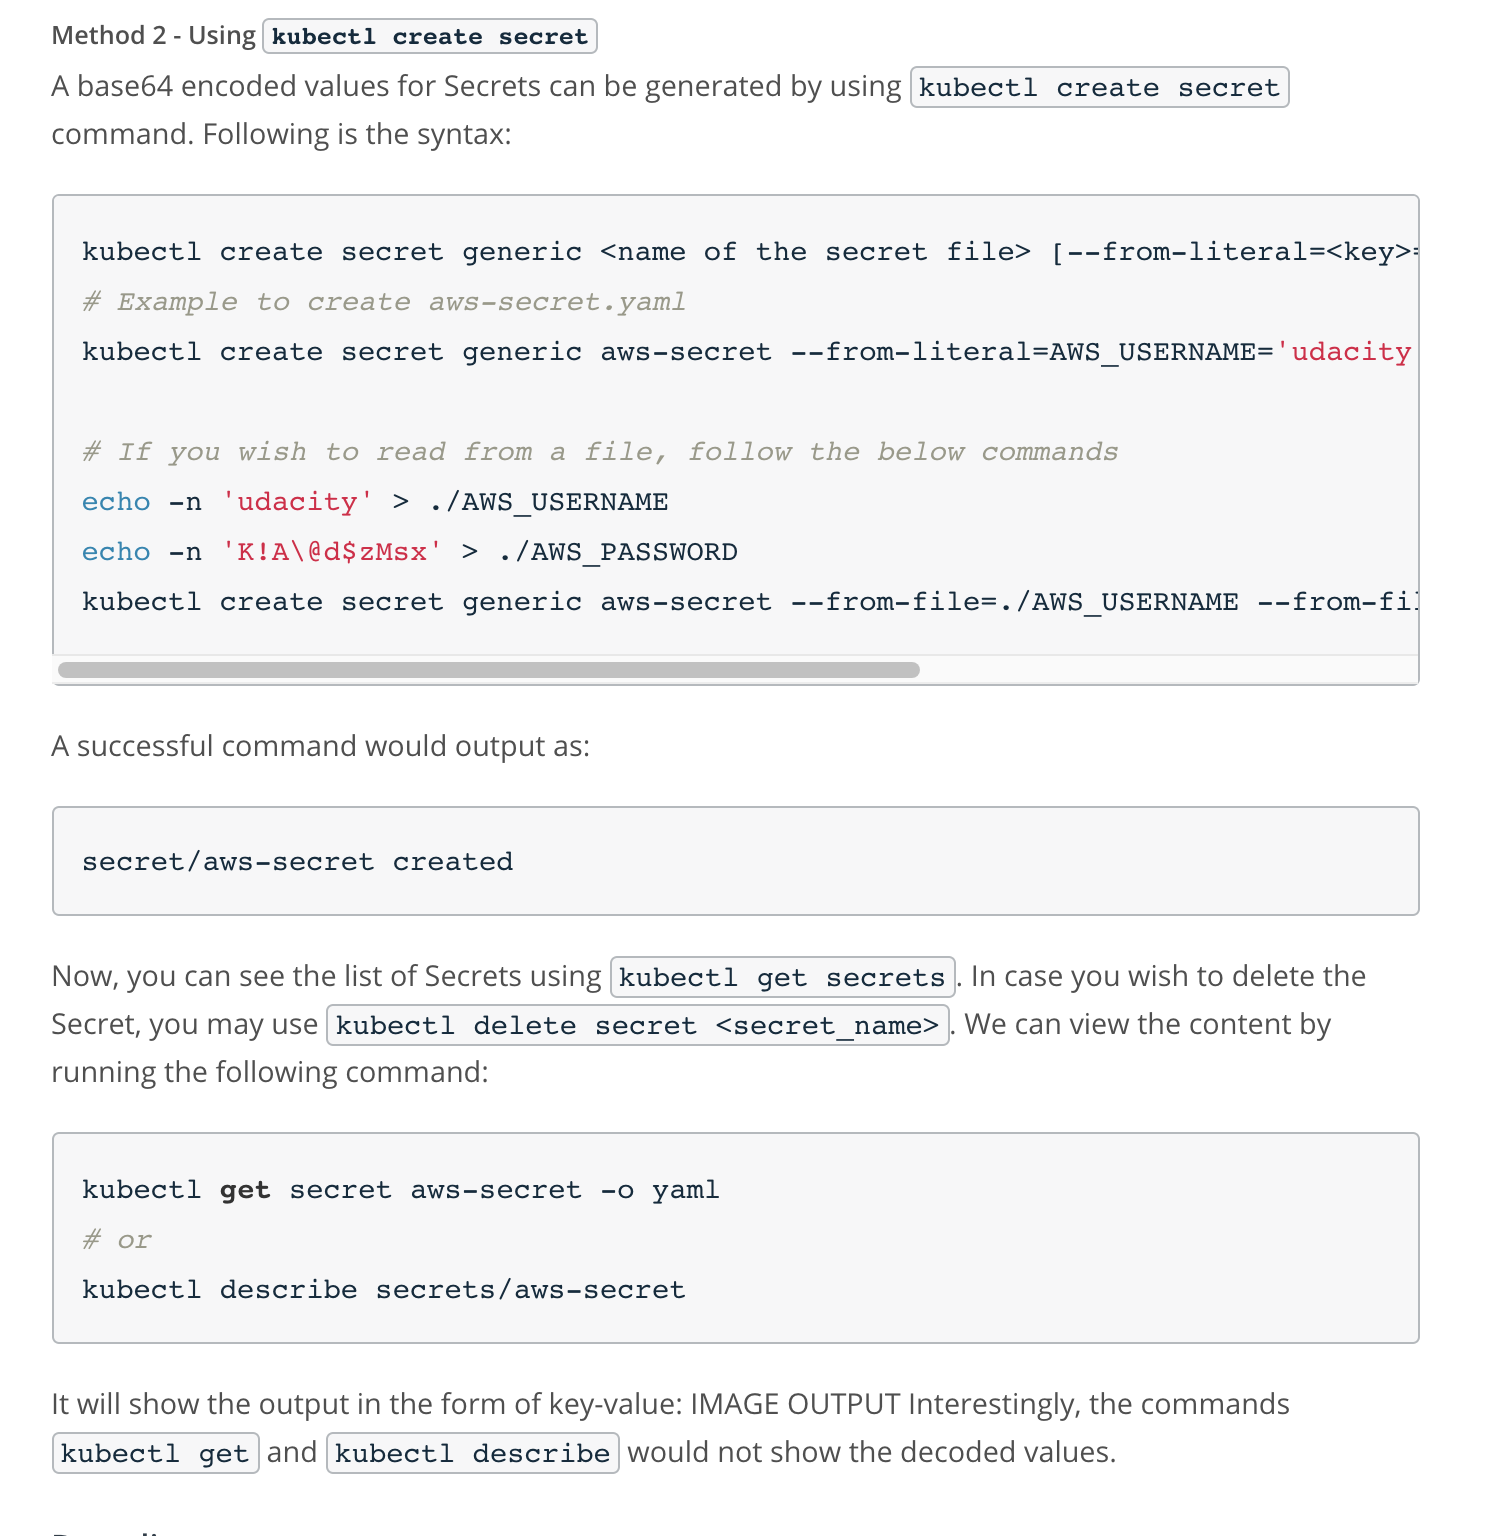 Method 2 - Using kubectl create secret
A base64 encoded values for Secrets can be generated by using kubectl create secret
command. Following is the syntax:
kubectl create secret generic <name of the secret file> [--from-literal=<key>=
# Example to create aws-secret.yaml
kubectl create secret generic aws-secret --from-literal=AWS_USERNAME='udacity
# If you wish to read from a file, follow the below commands
echo -n 'udacity' > ./AWS_USERNAME
echo -n 'K!A\@d$zMsx' > ./AWS_PASSWORD
kubectl create secret generic aws-secret --from-file=./AWS_USERNAME --from-fil
A successful command would output as:
secret/aws-secret created
Now, you can see the list of Secrets using kubectl get secrets. In case you wish to delete the
Secret, you may use kubectl delete secret <secret_name>. We can view the content by
running the following command:
kubectl get secret aws-secret -o yaml
# or
kubectl describe secrets/aws-secret
It will show the output in the form of key-value: IMAGE OUTPUT Interestingly, the commands
kubectl get and kubectl describe would not show the decoded values.